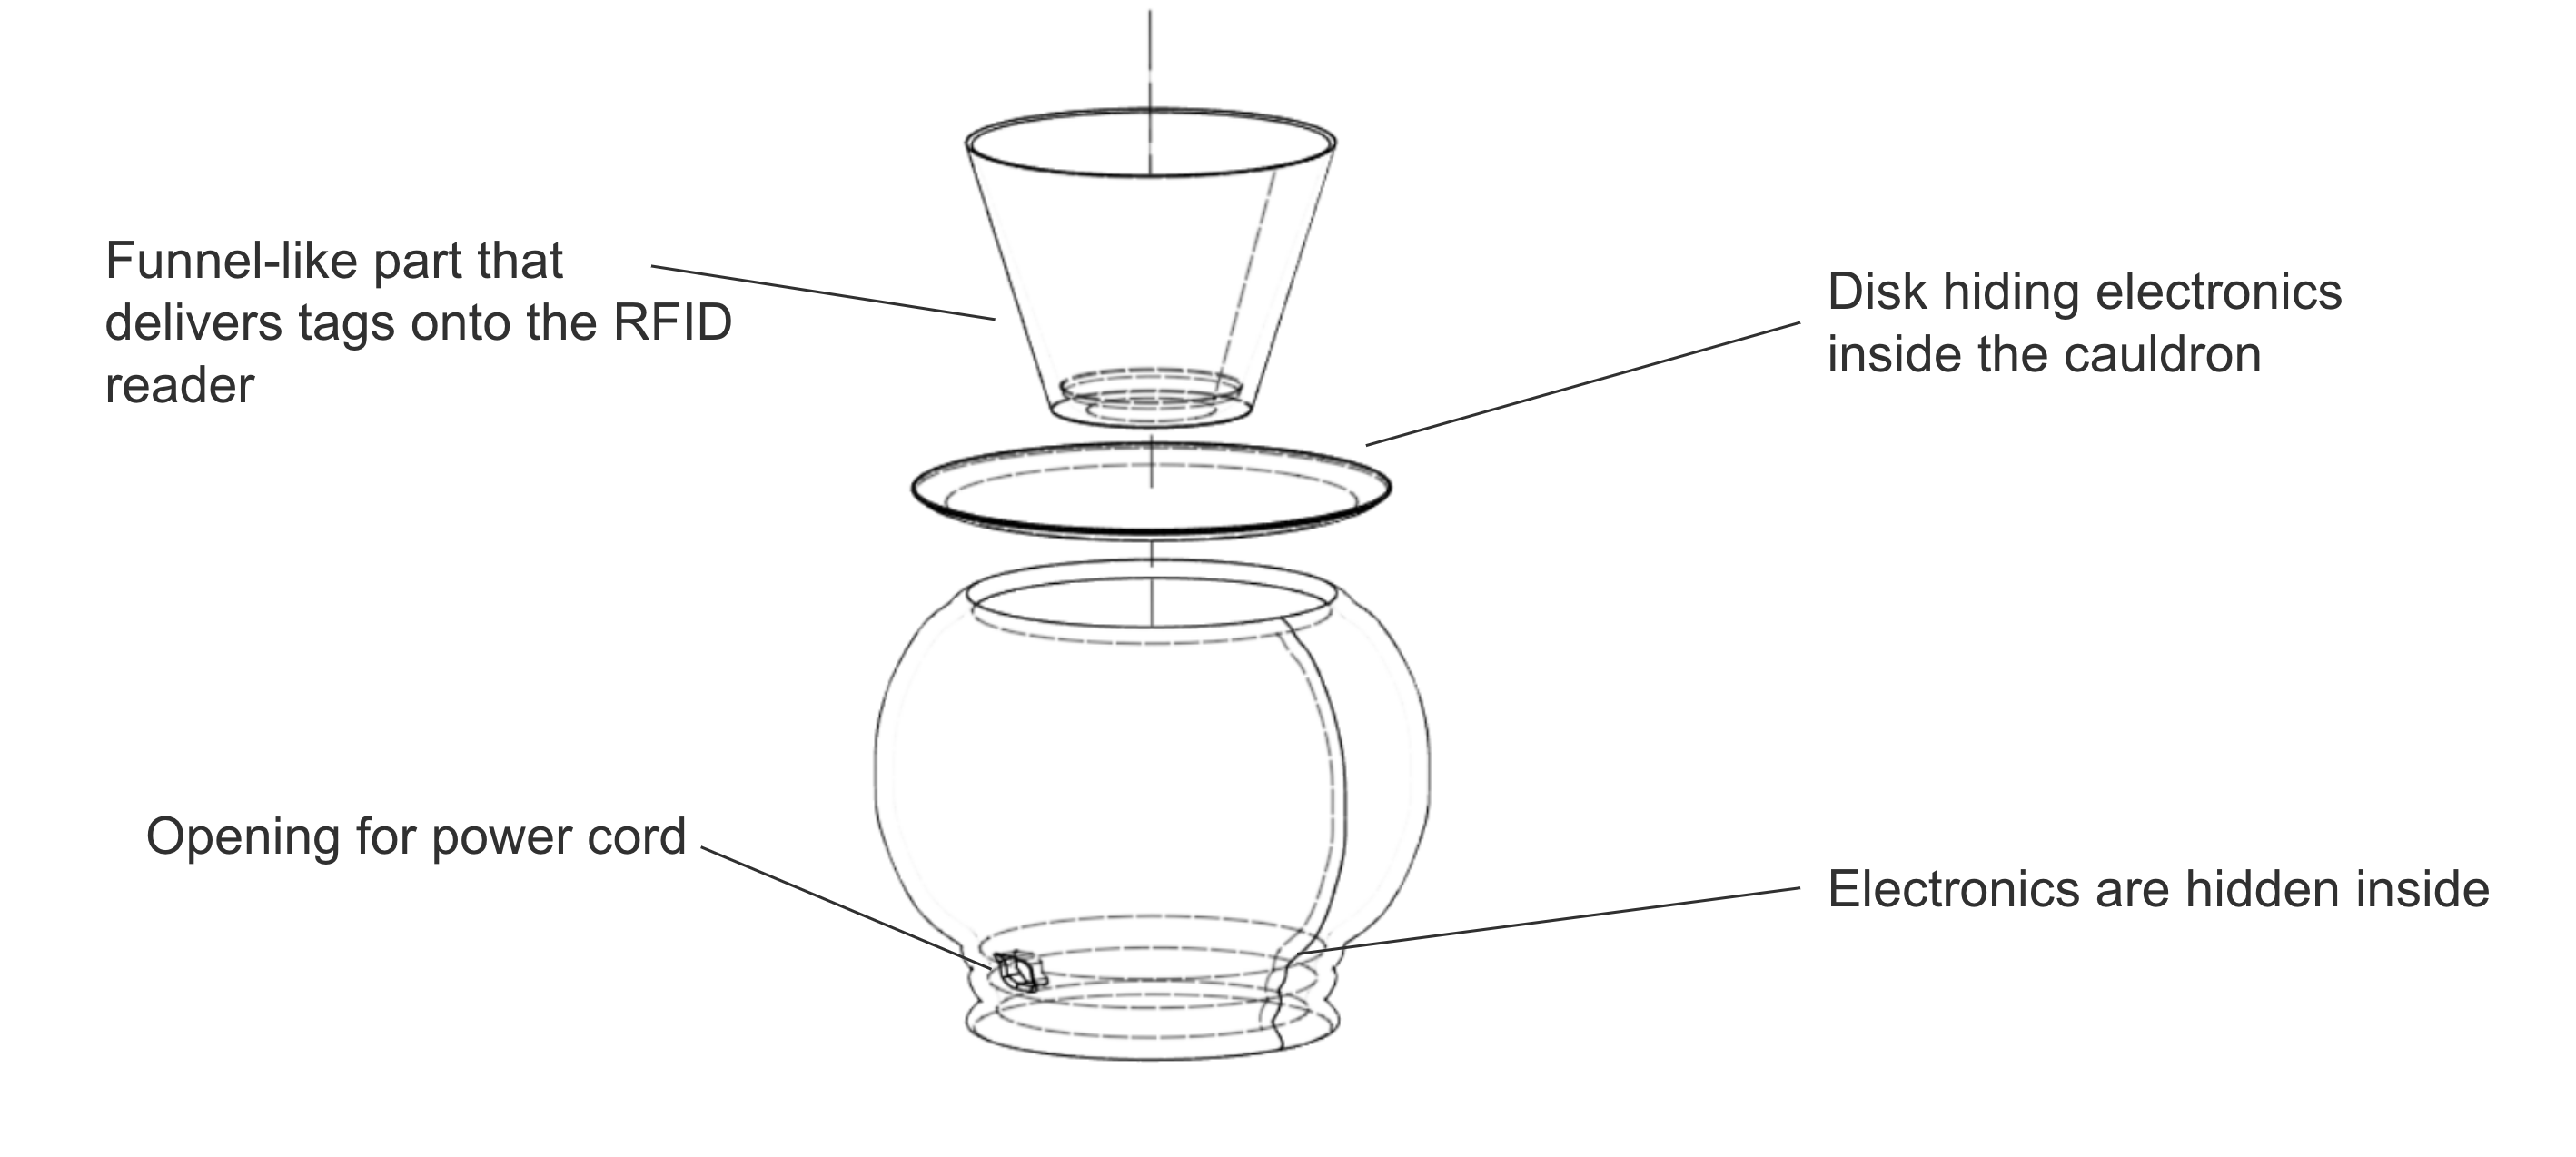 Funnel-like part that
delivers tags onto the RFID
reader
Disk hiding electronics
inside the cauldron
Opening for power cord
Electronics are hidden inside